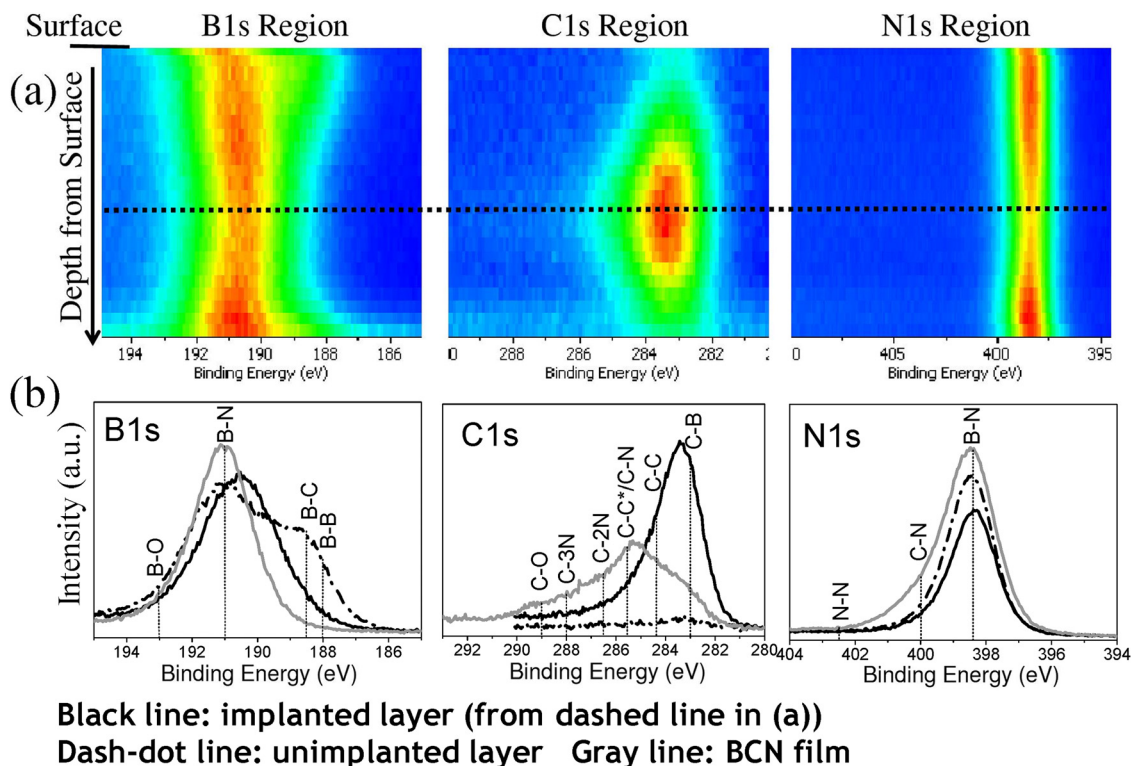 Surface
B1s Region
C1s Region
N1s Region
(a)
Depth from Surface
194 192 190 188 186
Binding Energy (eV)
0 288 286 284 282 2
Binding Energy (eV)
0 405 400 395
Binding Energy (eV)
(b)
Intensity (a.u.)
B1s
B-O
B-N
B-C
B-B
194 192 190 188 186
Binding Energy (eV)
C1s
C-O
C-3N
C-2N
C-C*/C-N
C-C
C-B
292 290 288 286 284 282 280
Binding Energy (eV)
N1s
N-N
C-N
B-N
404 402 400 398 396 394
Binding Energy (eV)
Black line: implanted layer (from dashed line in (a))
Dash-dot line: unimplanted layer Gray line: BCN film